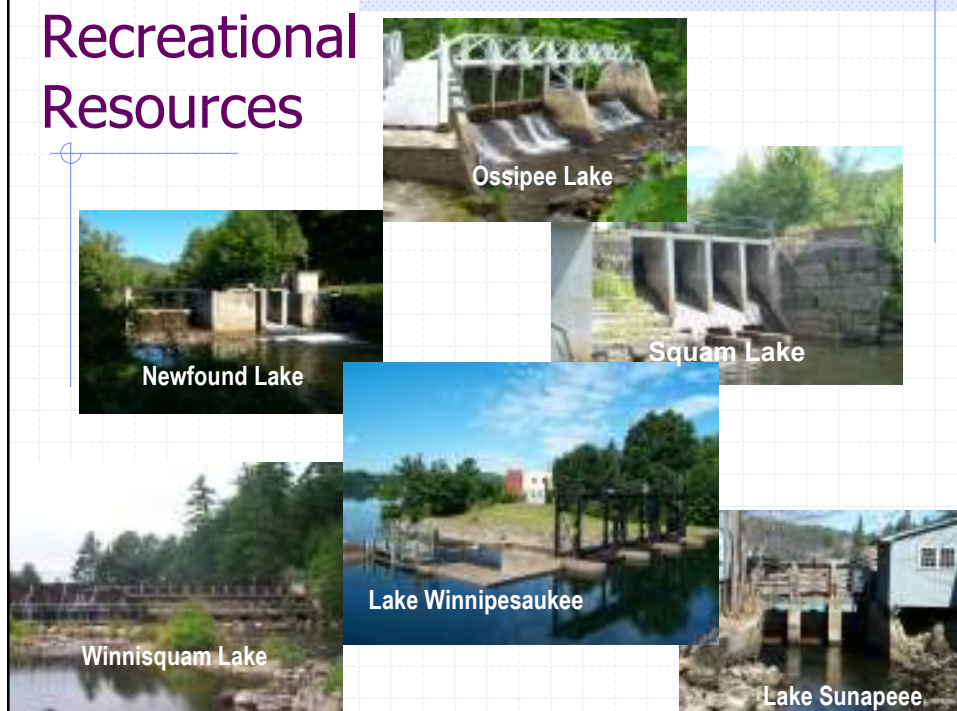 Recreational
Resources
Ossipee Lake
Squam Lake
Newfound Lake
Lake Winnipesaukee
Winnisquam Lake
Lake Sunapeee